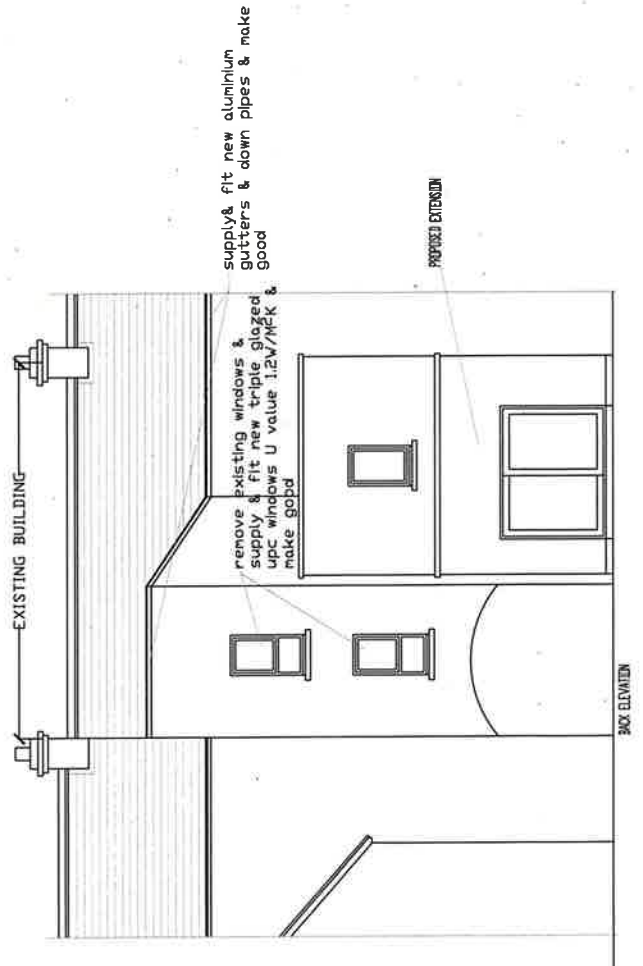 EXISTING BUILDING
supply& fit new aluminium
gutters & down pipes & make
good
remove existing windows &
supply & fit new triple glazed
upc windows U value 1.2W/M²K &
make good
PROPOSED EXTENSION
BACK ELEVATION